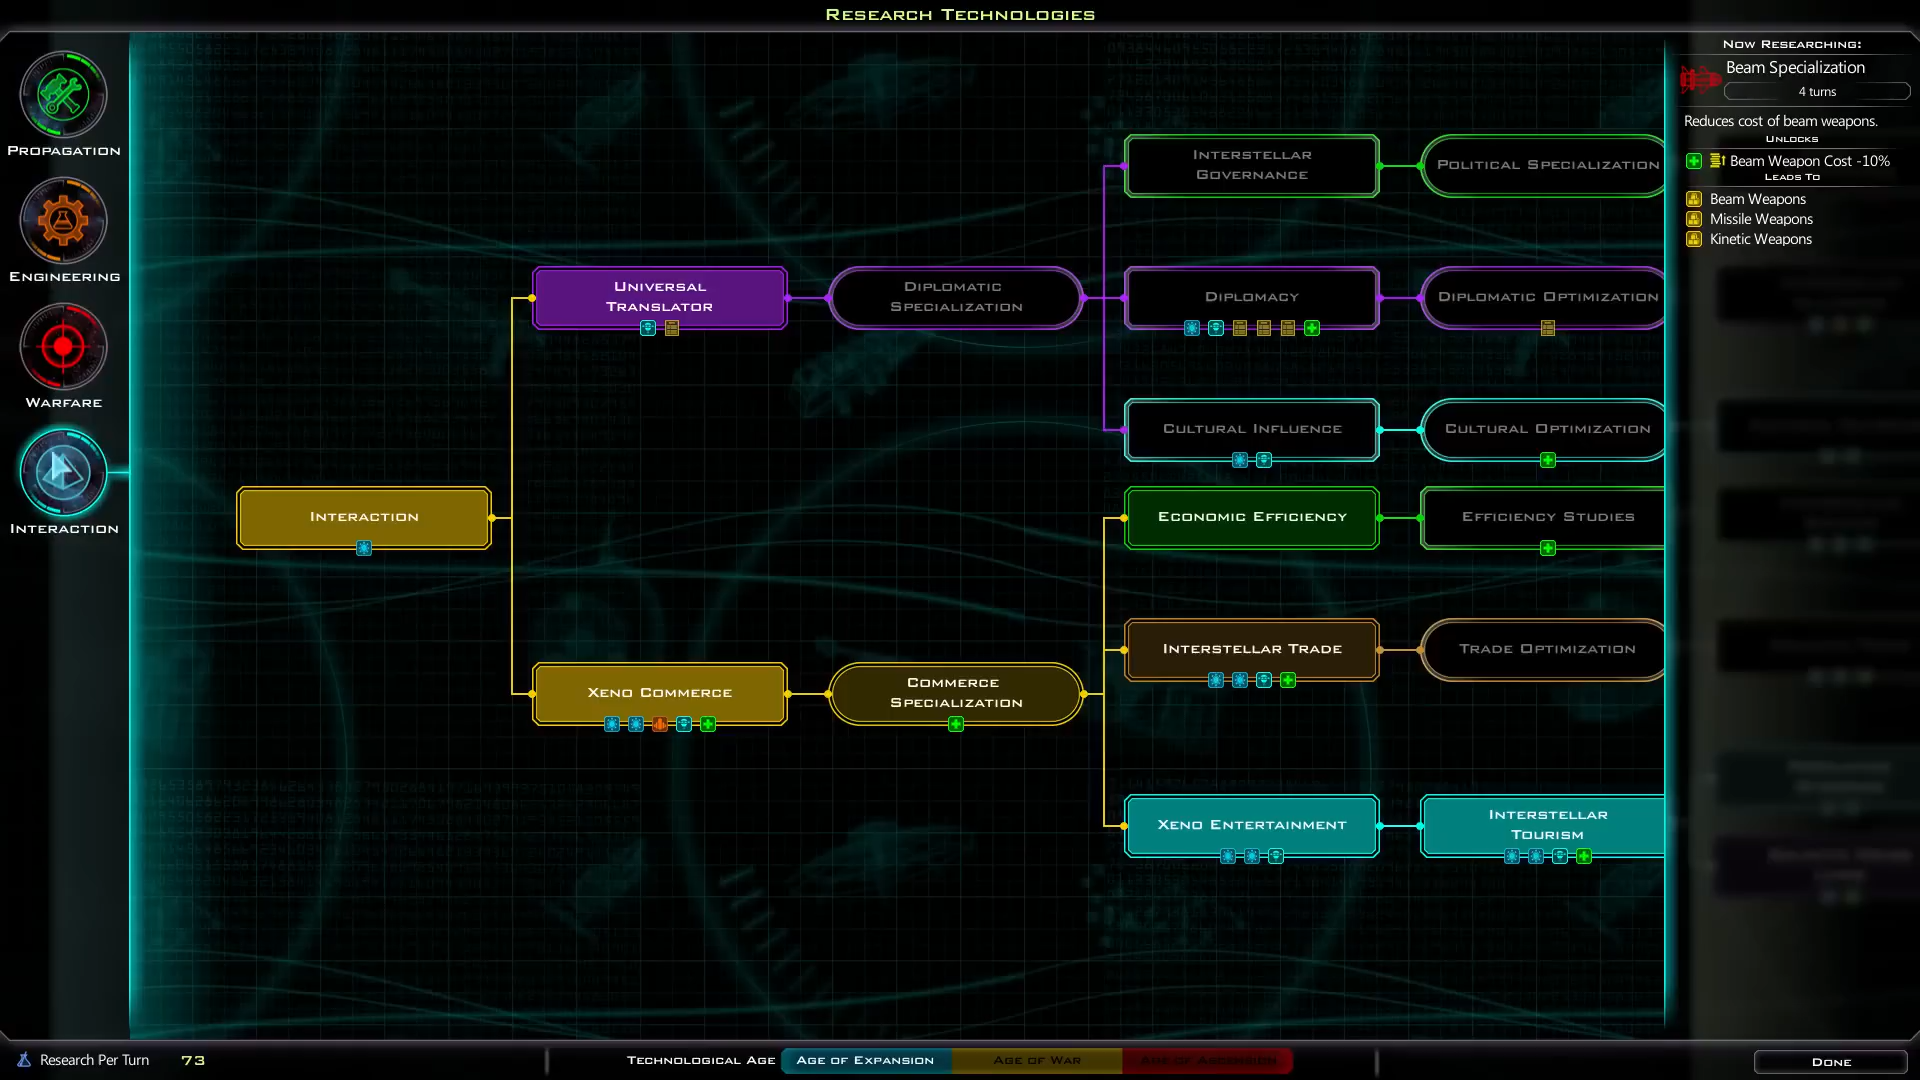 Research Technologies
Propagation
Engineering
Warfare
Interaction
Interaction
Universal
Translator
Diplomatic
Specialization
Interstellar
Governance
Political Specialization
Diplomacy
Diplomatic Optimization
Cultural Influence
Cultural Optimization
Economic Efficiency
Efficiency Studies
Xeno Commerce
Commerce
Specialization
Interstellar Trade
Trade Optimization
Xeno Entertainment
Interstellar
Tourism
Now Researching:
Beam Specialization
4 turns
Reduces cost of beam weapons.
Unlocks
Beam Weapon Cost -10%
Leads To
Beam Weapons
Missile Weapons
Kinetic Weapons
Research Per Turn 73
Technological Age
Age of Expansion
Age of War
Age of Ascension
Done